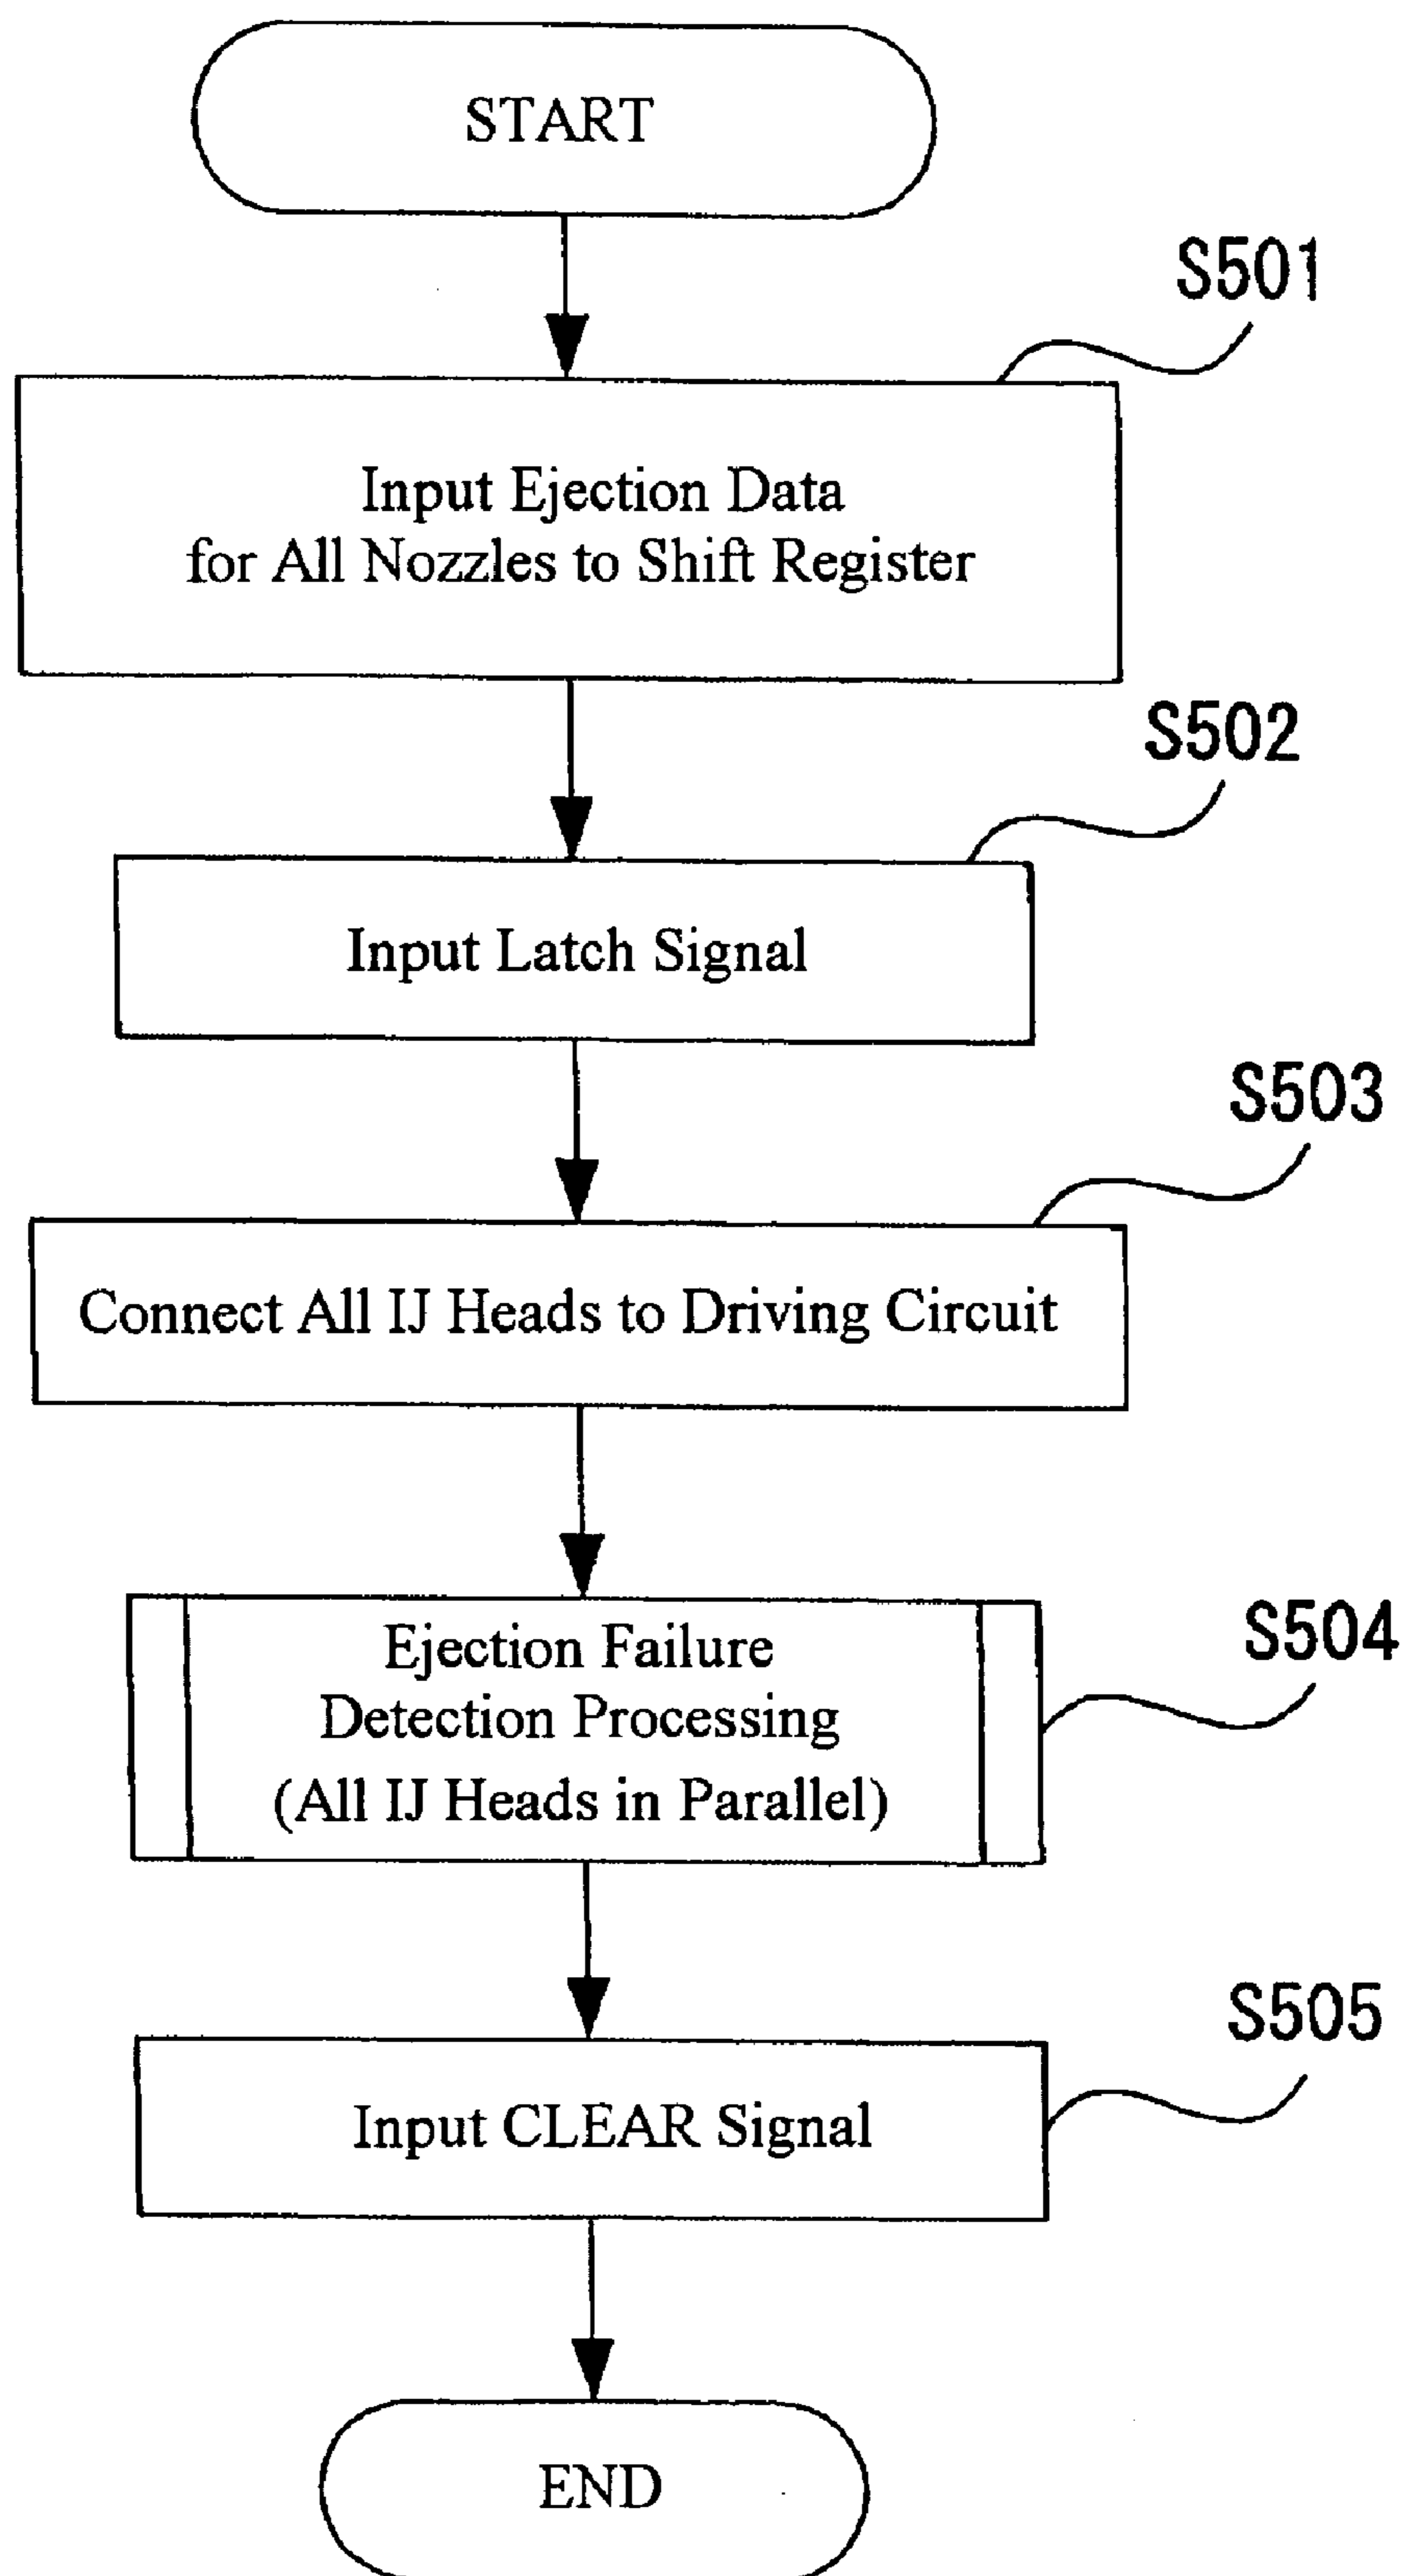 START
S501
Input Ejection Data
for All Nozzles to Shift Register
S502
Input Latch Signal
S503
Connect All IJ Heads to Driving Circuit
S504
Ejection Failure
Detection Processing
(All IJ Heads in Parallel)
S505
Input CLEAR Signal
END